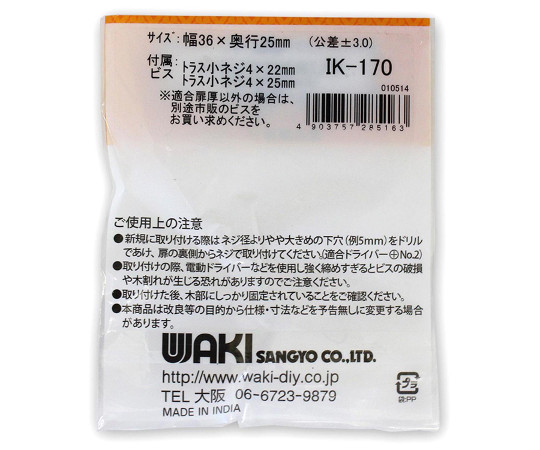 サイズ:幅36×奥行25mm (公差±3.0)
付属: トラス小ネジ4×22mm
ビス トラス小ネジ4×25mm
IK-170
010514
※適合扉厚以外の場合は、
別途市販のビスを
お買い求めください。
4 903757 285163
ご使用上の注意
●新規に取り付ける際はネジ径よりやや大きめの下穴(例5mm)をドリル
であけ、扉の裏側からネジで取り付けてください。(適合ドライバー⊕No.2)
●取り付けの際、電動ドライバーなどを使用し強く締めすぎるとビスの破損
や木割れが生じる恐れがありますのでご注意ください。
●取り付けた後、木部にしっかり固定されていることをご確認ください。
●本商品は改良等の目的から仕様・寸法などを予告無しに変更する場合
があります。
WAKI SANGYO CO.,LTD.
http://www.waki-diy.co.jp
TEL 大阪 06-6723-9879
MADE IN INDIA
プラ
袋:PP